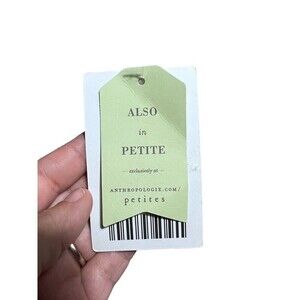 ALSO
in
PETITE
— exclusively at —
ANTHROPOLOGIE.COM/
petites